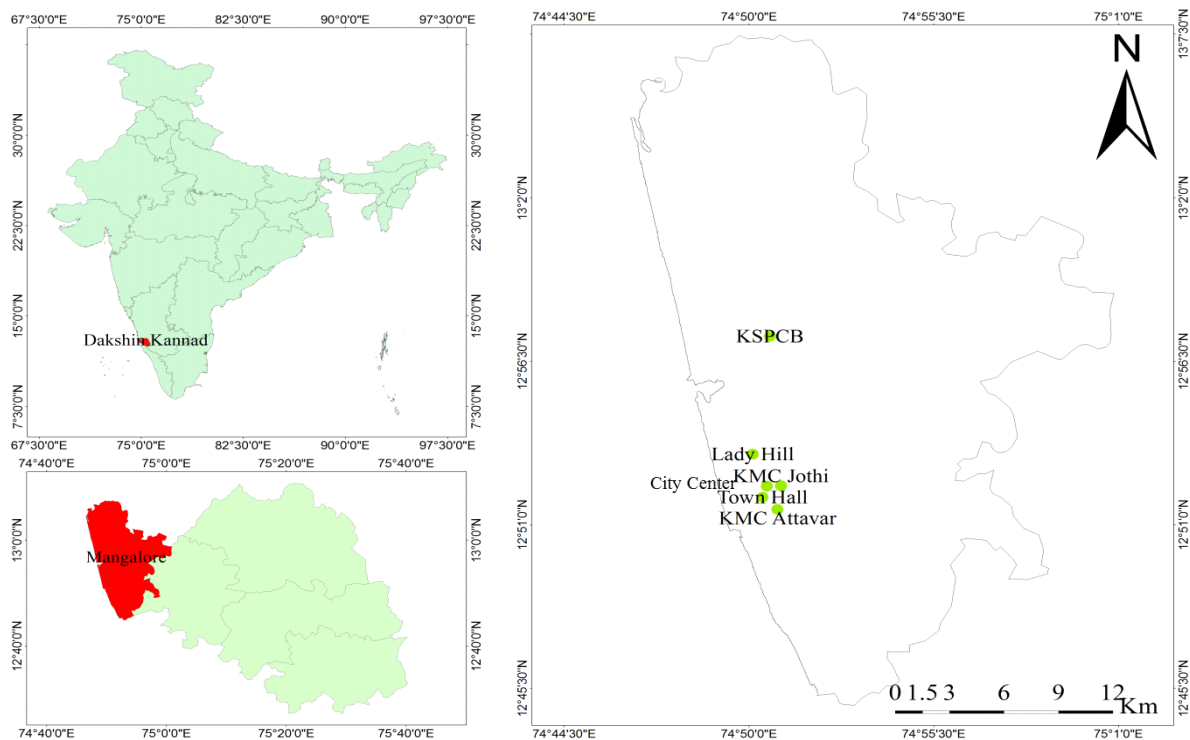 67°30'0"E 75°0'0"E 82°30'0"E 90°0'0"E 97°30'0"E
30°0'0"N 30°0'0"N
22°30'0"N 22°30'0"N
15°0'0"N 15°0'0"N
Dakshin Kannad
7°30'0"N 7°30'0"N
67°30'0"E 75°0'0"E 82°30'0"E 90°0'0"E 97°30'0"E
74°40'0"E 75°0'0"E 75°20'0"E 75°40'0"E
13°0'0"N 13°0'0"N
Mangalore
12°40'0"N 12°40'0"N
74°40'0"E 75°0'0"E 75°20'0"E 75°40'0"E
74°44'30"E 74°50'0"E 74°55'30"E 75°1'0"E
13°7'30"N 13°7'30"N
N
13°2'0"N 13°2'0"N
KSPCB
12°56'30"N 12°56'30"N
Lady Hill
KMC Jothi
City Center
Town Hall
KMC Attavar
12°51'0"N 12°51'0"N
12°45'30"N 12°45'30"N
0 1.5 3 6 9 12
Km
74°44'30"E 74°50'0"E 74°55'30"E 75°1'0"E